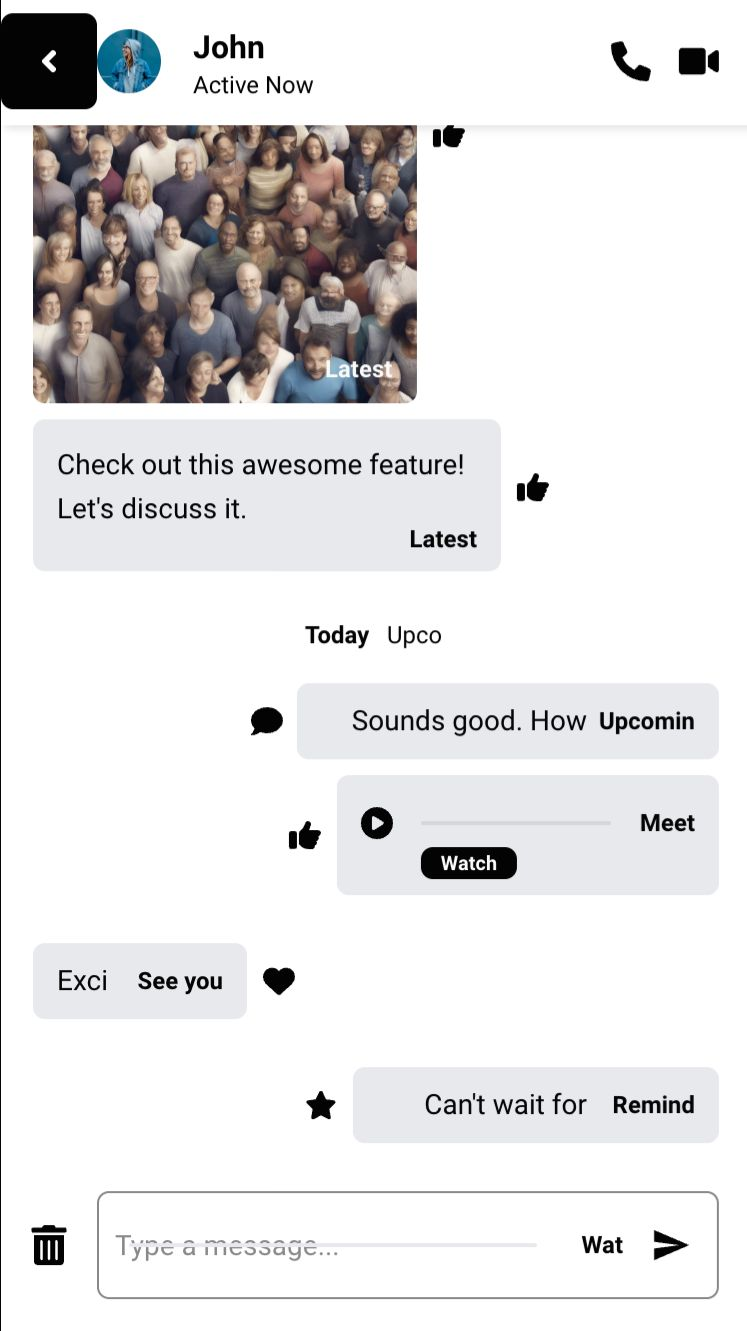 John
Active Now
Latest
Check out this awesome feature!
Let's discuss it.
Latest
Today Upco
Sounds good. How Upcomin
Meet
Watch
Exci See you
Can't wait for Remind
Type a message... Wat